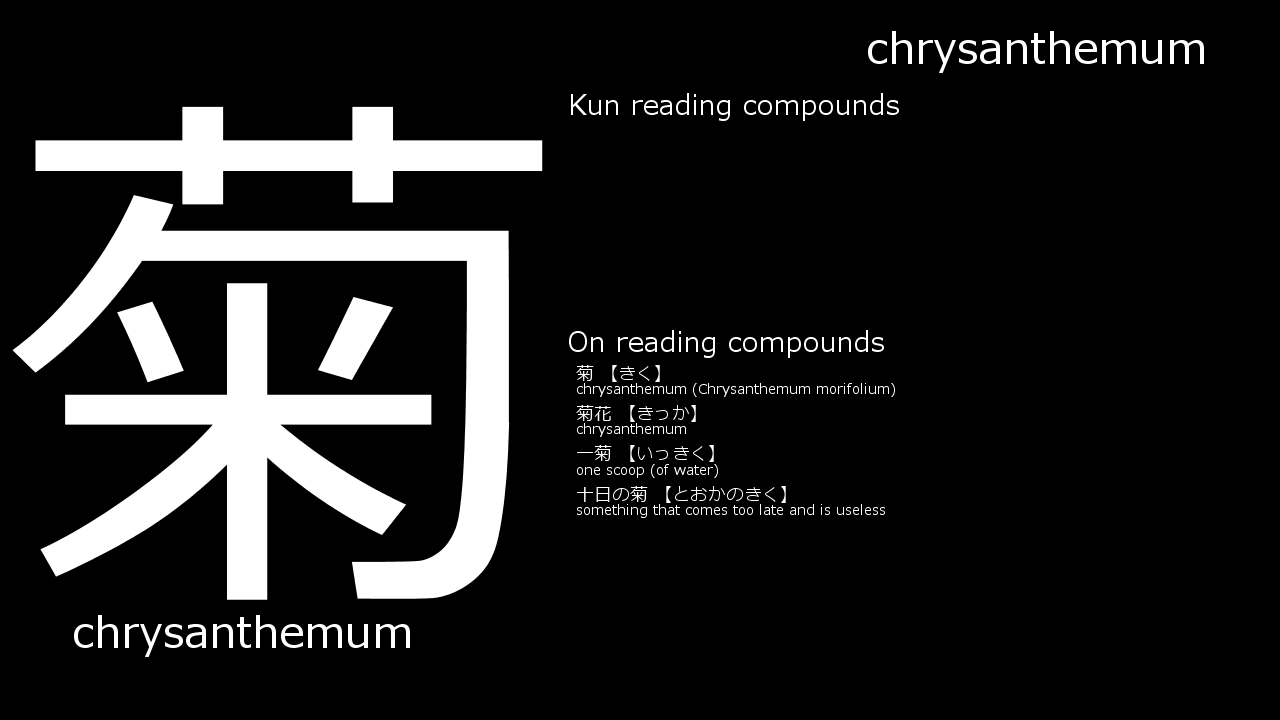 chrysanthemum
菊
Kun reading compounds
On reading compounds
菊 【きく】
chrysanthemum (Chrysanthemum morifolium)
菊花 【きっか】
chrysanthemum
一菊 【いっきく】
one scoop (of water)
十日の菊 【とおかのきく】
something that comes too late and is useless
chrysanthemum